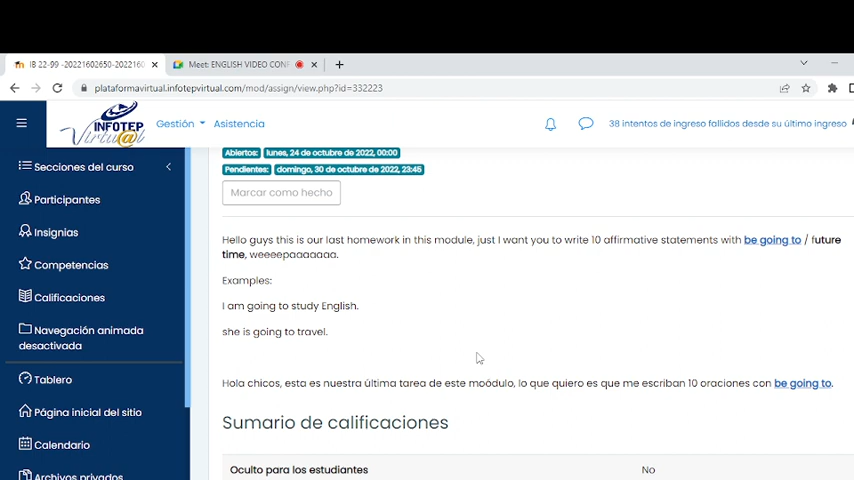 IB 22-99 -20221602650-2022160
Meet: ENGLISH VIDEO CONF
plataformavirtual.infotepvirtual.com/mod/assign/view.php?id=332223
INFOTEP
Virtu@l
Gestión
Asistencia
38 intentos de ingreso fallidos desde su último ingreso
Secciones del curso
Participantes
Insignias
Competencias
Calificaciones
Navegación animada
desactivada
Tablero
Página inicial del sitio
Calendario
Archivos privados
Abiertos: lunes, 24 de octubre de 2022, 00:00
Pendientes: domingo, 30 de octubre de 2022, 23:45
Marcar como hecho
Hello guys this is our last homework in this module, just I want you to write 10 affirmative statements with be going to / future
time, weeeepaaaaaaa.
Examples:
I am going to study English.
she is going to travel.
Hola chicos, esta es nuestra última tarea de este moódulo, lo que quiero es que me escriban 10 oraciones con be going to.
Sumario de calificaciones
Oculto para los estudiantes
No